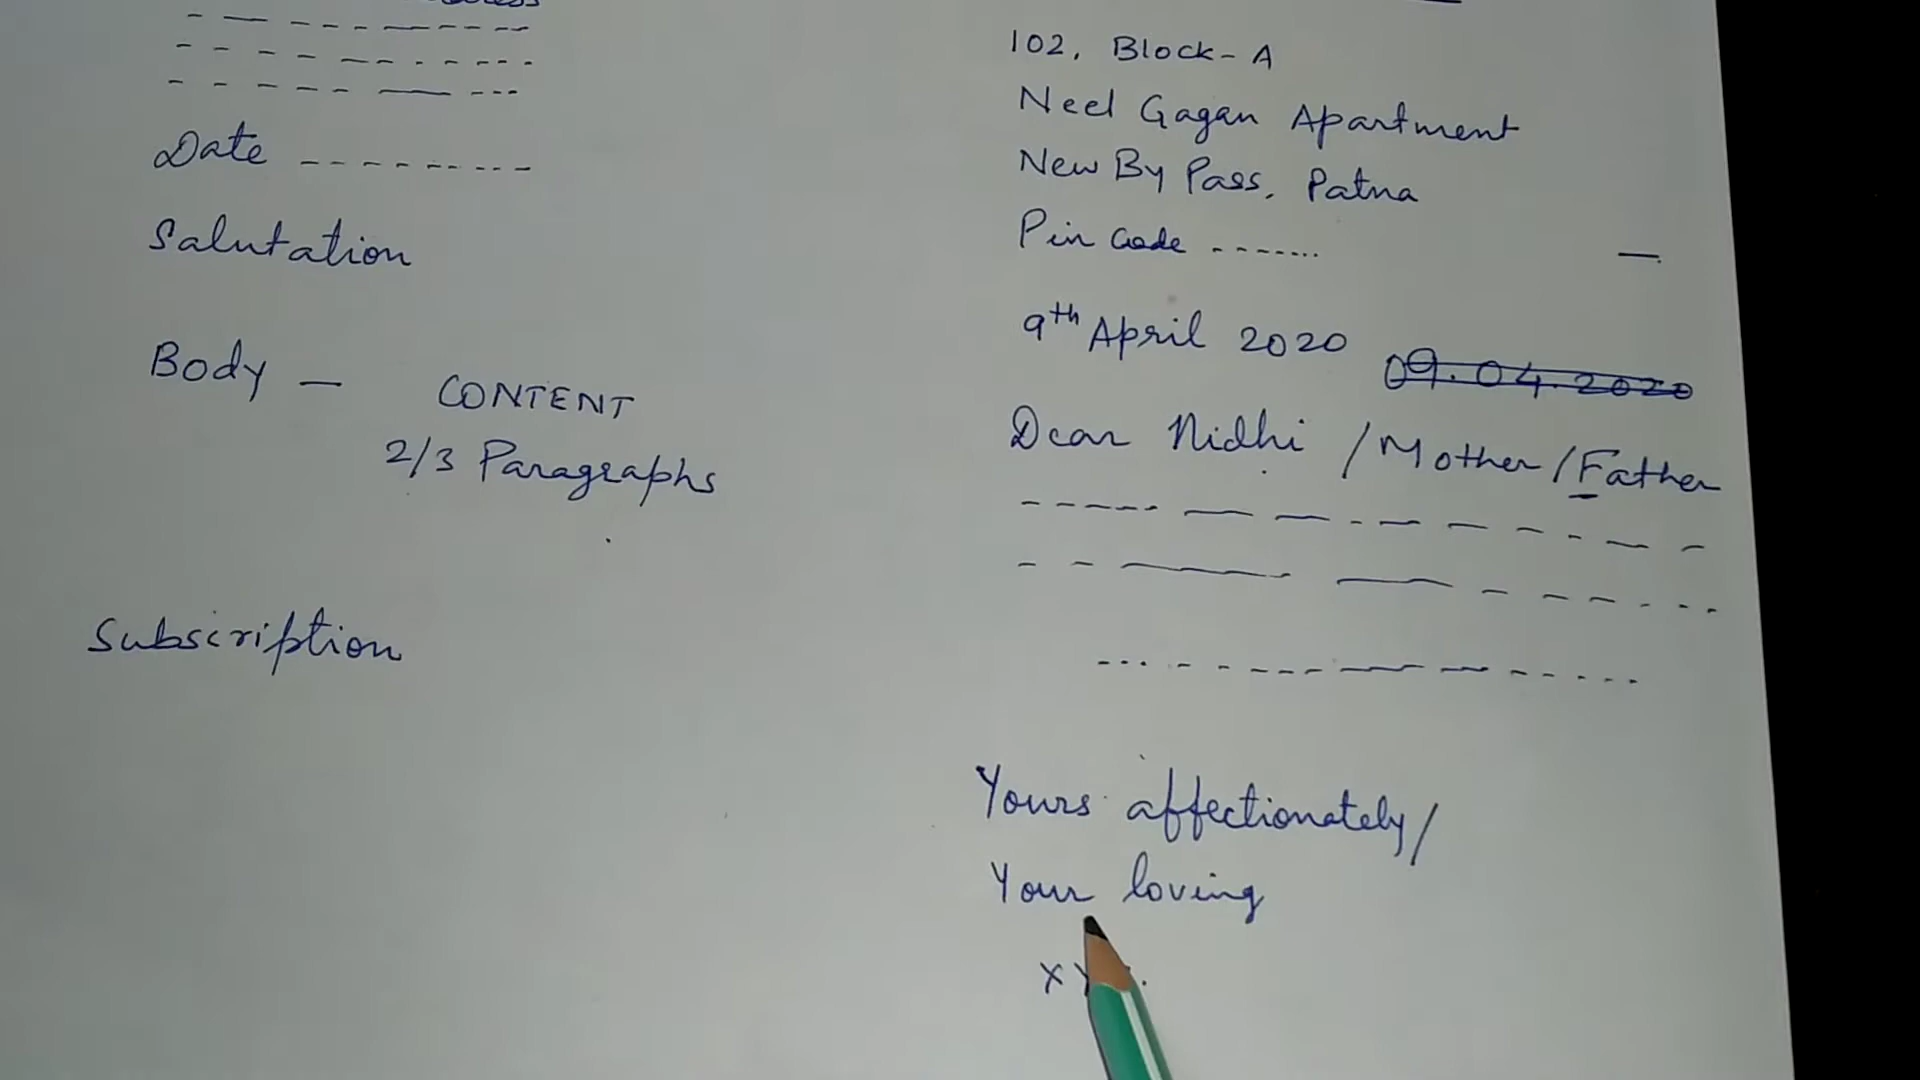 Date ---------
Salutation
Body — CONTENT
2/3 Paragraphs
Subscription
102, Block-A
Neel Gagan Apartment
New By Pass, Patna
Pin Code .......
9th April 2020 09.04.2020
Dear Nidhi / Mother / Father
Yours affectionately/
Your loving